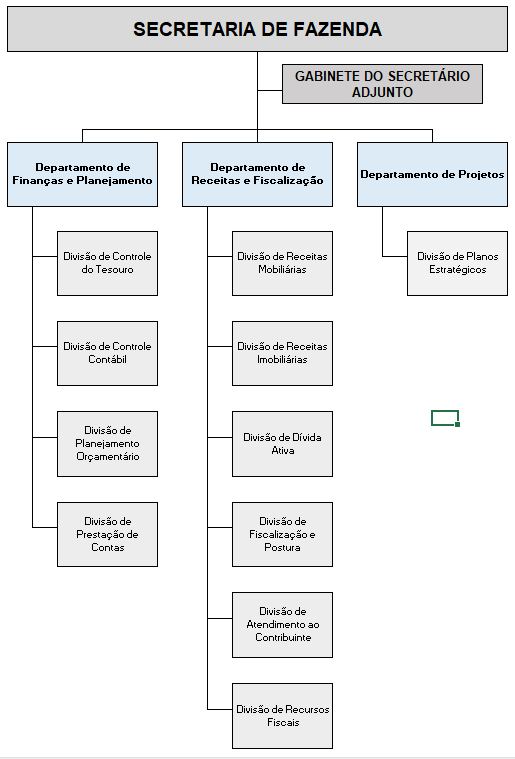 SECRETARIA DE FAZENDA
GABINETE DO SECRETÁRIO
ADJUNTO
Departamento de
Finanças e Planejamento
Departamento de
Receitas e Fiscalização
Departamento de Projetos
Divisão de Controle
do Tesouro
Divisão de Controle
Contábil
Divisão de
Planejamento
Orçamentário
Divisão de
Prestação de
Contas
Divisão de Receitas
Mobiliárias
Divisão de Receitas
Imobiliárias
Divisão de Dívida
Ativa
Divisão de
Fiscalização e
Postura
Divisão de
Atendimento ao
Contribuinte
Divisão de Recursos
Fiscais
Divisão de Planos
Estratégicos